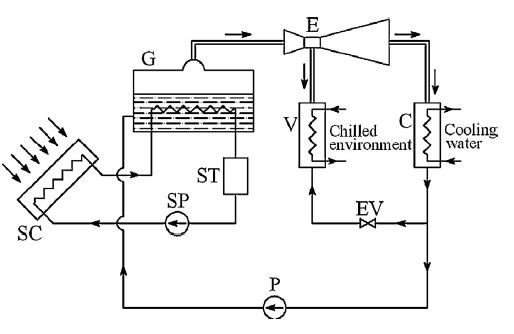 E
G
V
Chilled
environment
C
Cooling
water
ST
SP
EV
SC
P